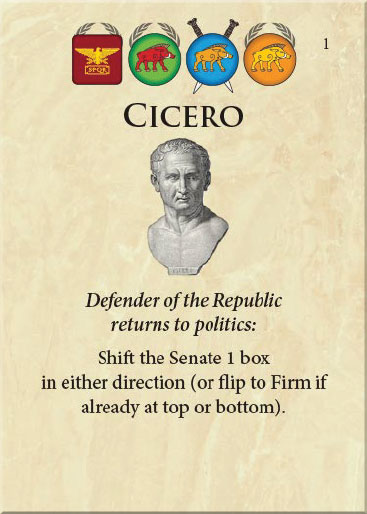 SPQR
1
CICERO
Defender of the Republic
returns to politics:
Shift the Senate 1 box
in either direction (or flip to Firm if
already at top or bottom).